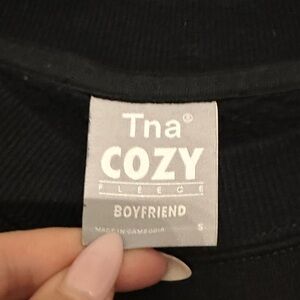 Tna®
COZY
FLEECE
BOYFRIEND
MADE IN CAMBODIA S